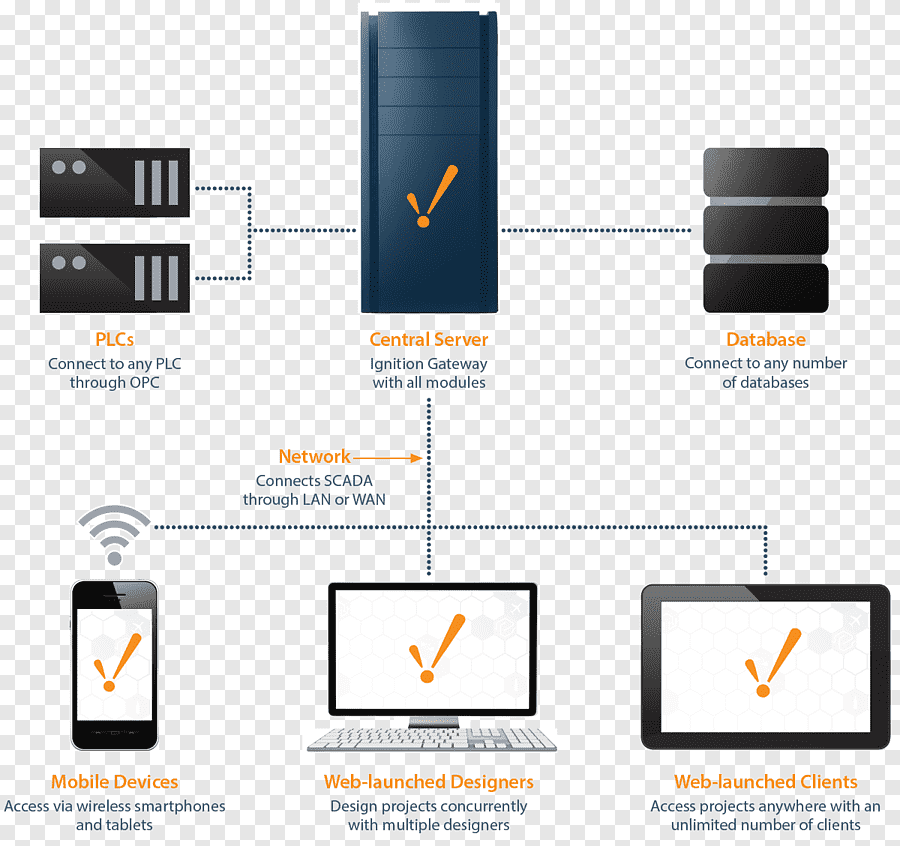 PLCs
Connect to any PLC
through OPC
Central Server
Ignition Gateway
with all modules
Database
Connect to any number
of databases
Network
Connects SCADA
through LAN or WAN
Mobile Devices
Access via wireless smartphones
and tablets
Web-launched Designers
Design projects concurrently
with multiple designers
Web-launched Clients
Access projects anywhere with an
unlimited number of clients